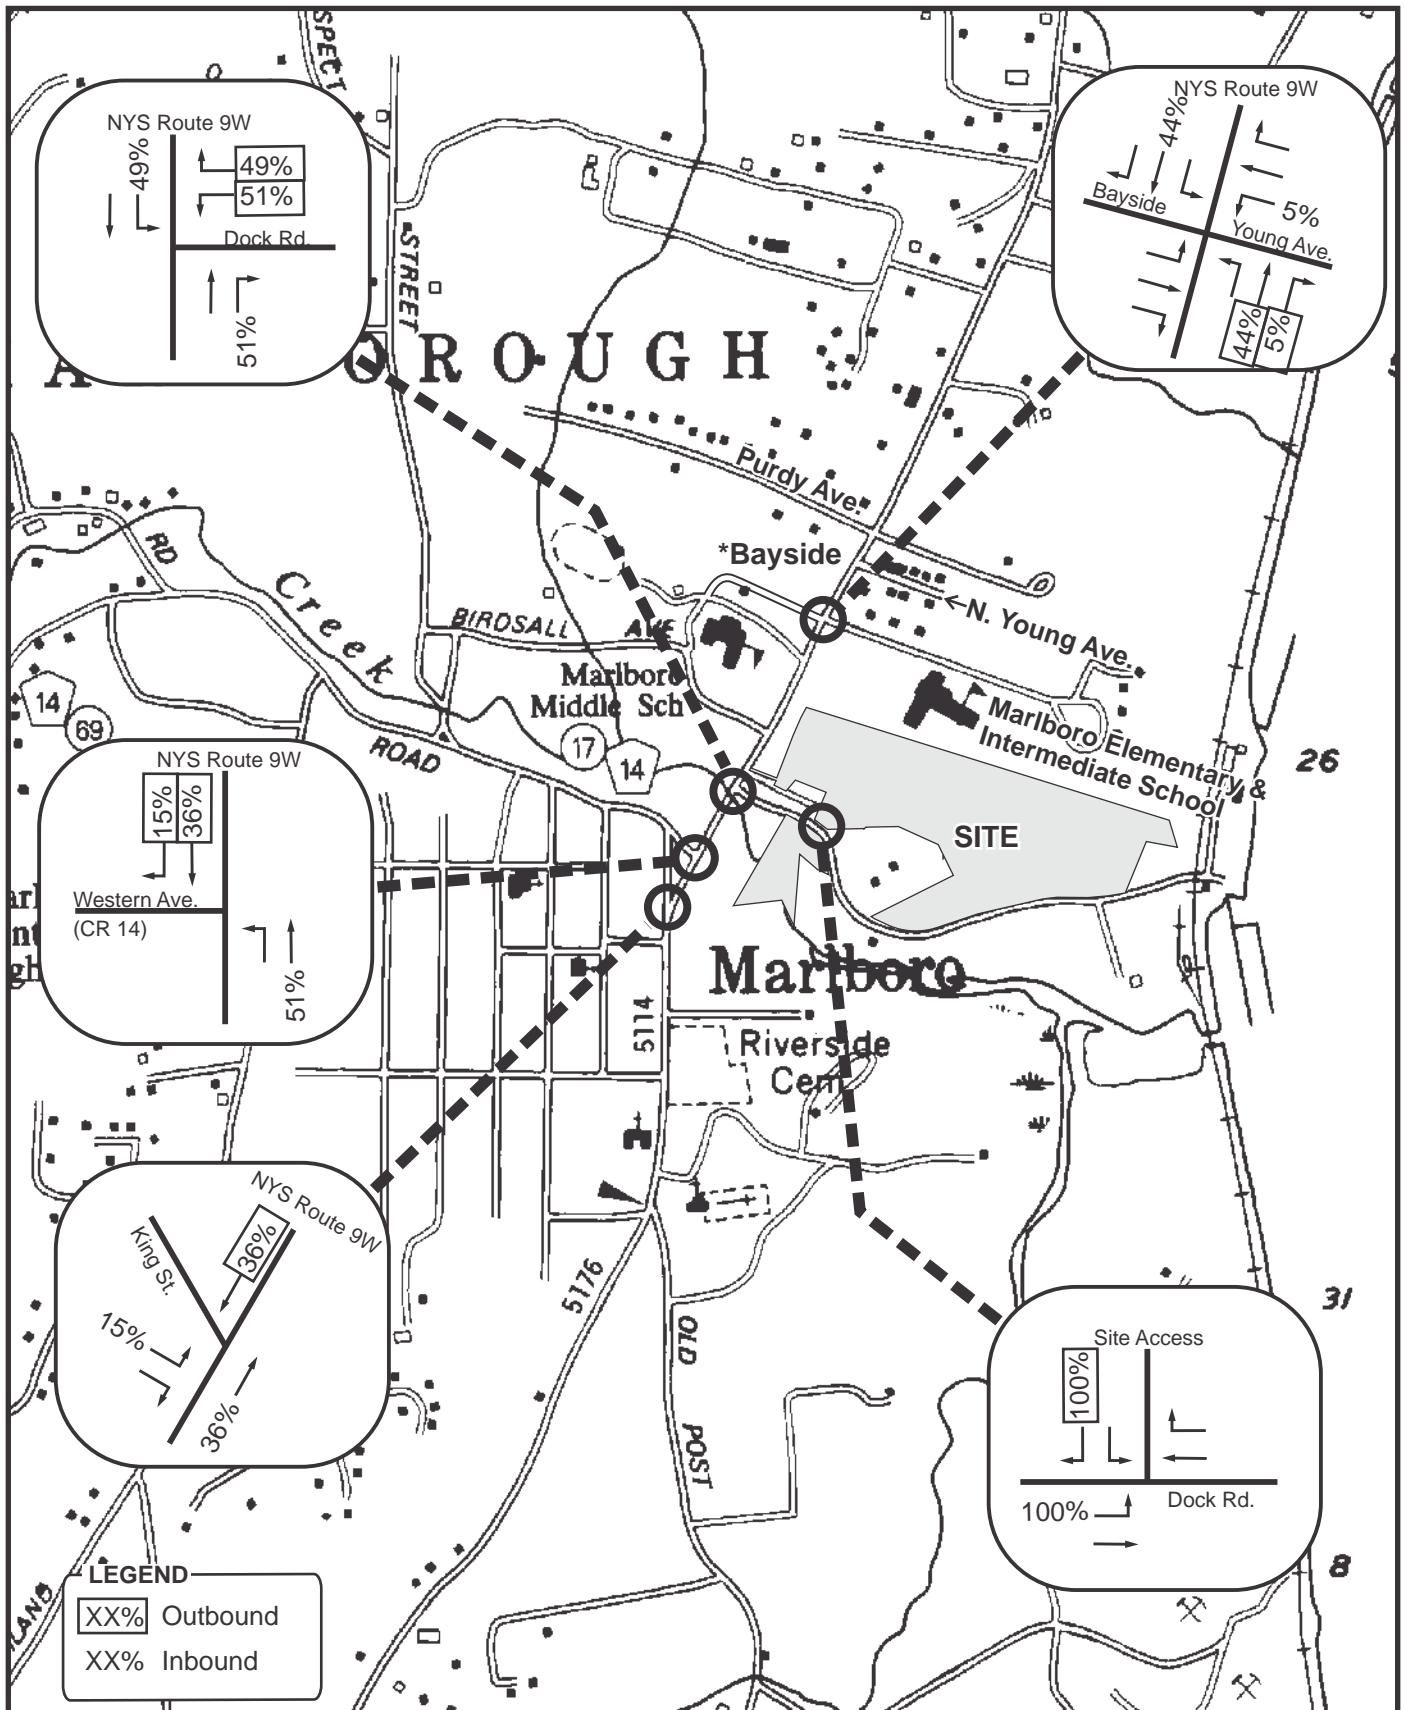 SPECT
STREET
NYS Route 9W
49%
49%
51%
Dock Rd.
51%
NYS Route 9W
44%
Bayside
5%
Young Ave.
44%
5%
OROUGH
Purdy Ave.
*Bayside
N. Young Ave.
RD
Creek
BIRDSALL AVE
Marlboro
Middle Sch
Marlboro Elementary &
Intermediate School
14
69
17
14
ROAD
26
SITE
NYS Route 9W
15%
36%
Western Ave.
(CR 14)
51%
Marlboro
5114
Riverside
Cem
NYS Route 9W
King St.
36%
15%
36%
5176
OLD
POST
31
Site Access
100%
100%
Dock Rd.
8
LEGEND
XX% Outbound
XX% Inbound